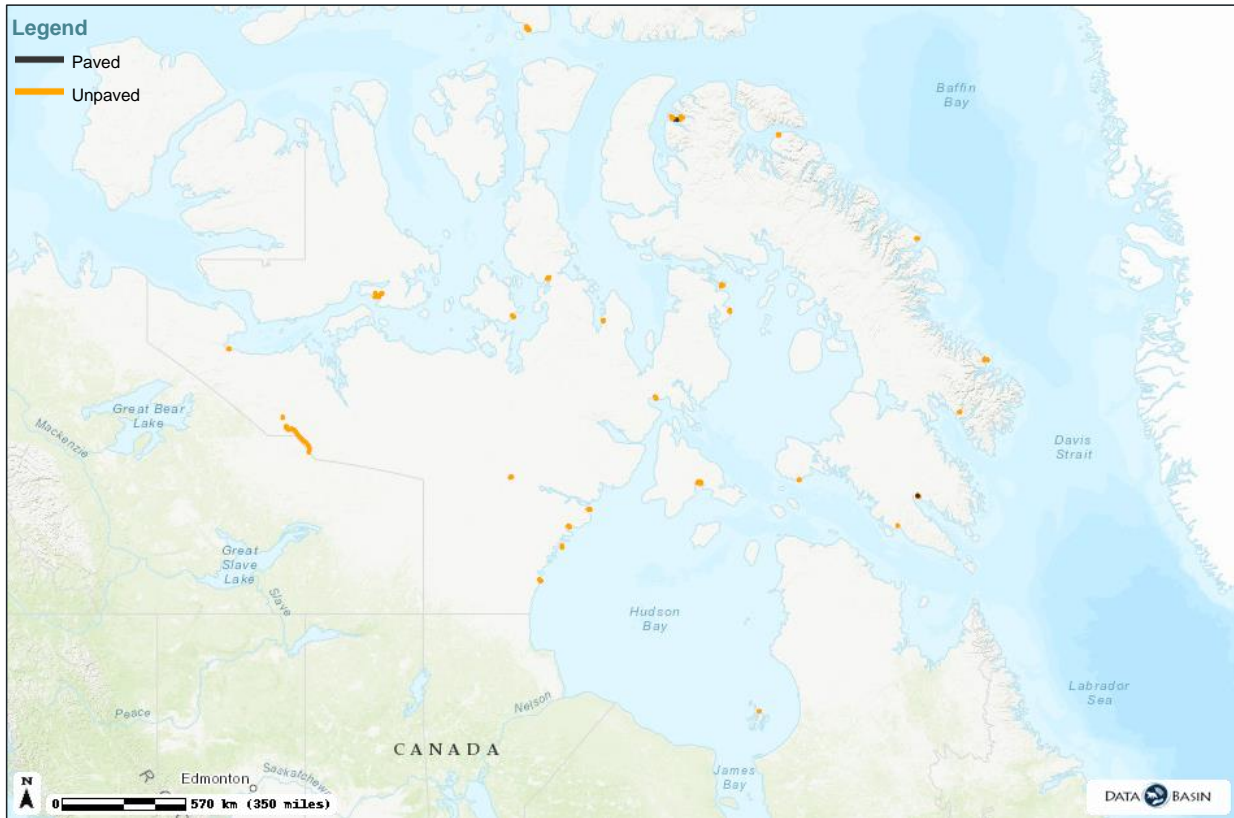 Legend
Paved
Unpaved
Baffin
Bay
Great Bear
Lake
Mackenzie
Davis
Strait
Great
Slave
Lake
Slave
Hudson
Bay
Labrador
Sea
Peace
Nelson
CANADA
Edmonton
Saskatchew
James
Bay
R
o
N
0 570 km (350 miles)
DATA BASIN